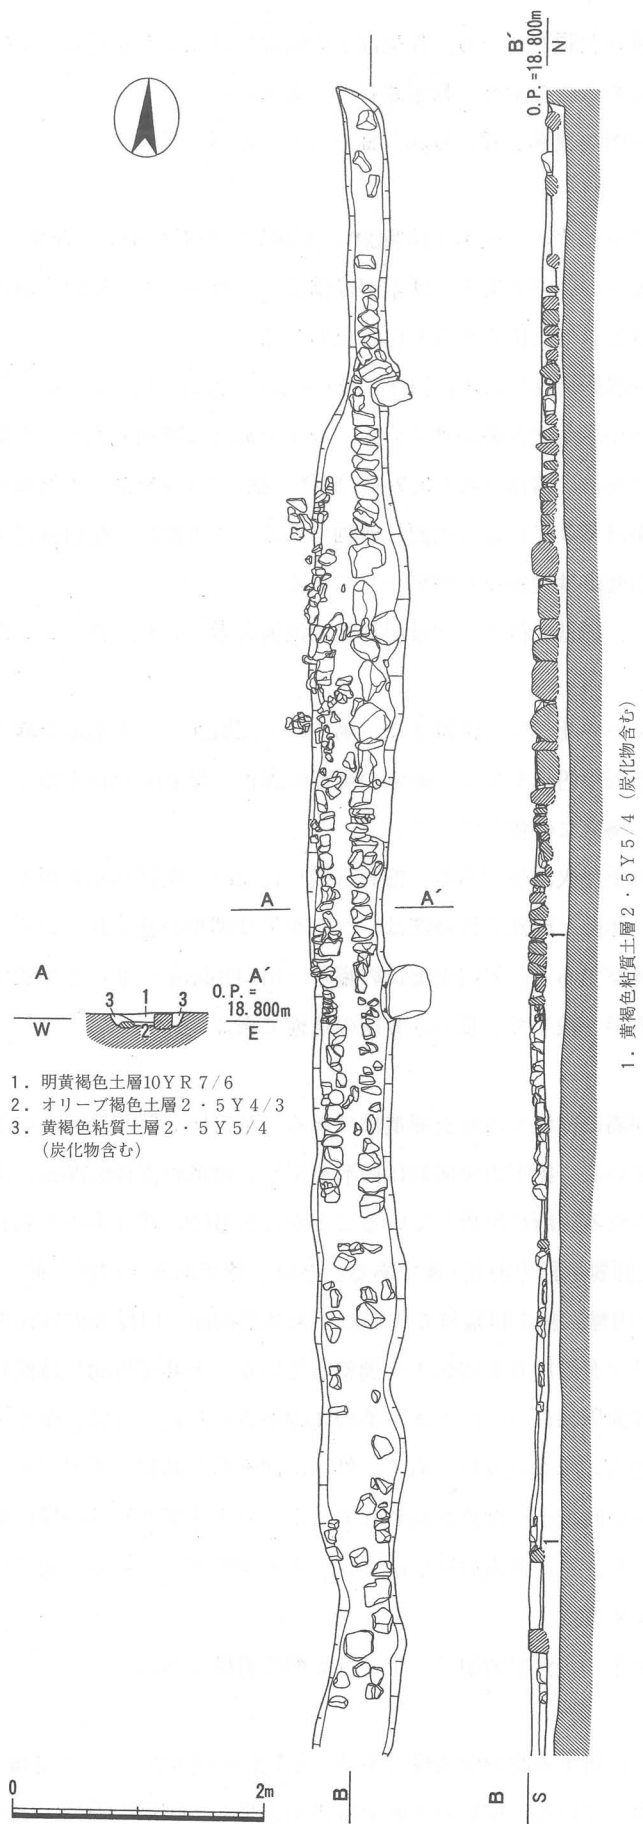 B´
O.P.=18.800m
N
A
A´
A
A´
O.P.=
18.800m
W
E
3 1 3
2
1．明黄褐色土層10ＹＲ７/６
2．オリーブ褐色土層２・５Ｙ４/３
3．黄褐色粘質土層２・５Ｙ５/４
(炭化物含む)
1
1
1．黄褐色粘質土層２・５Ｙ５/４（炭化物含む）
0
2m
B
B
S